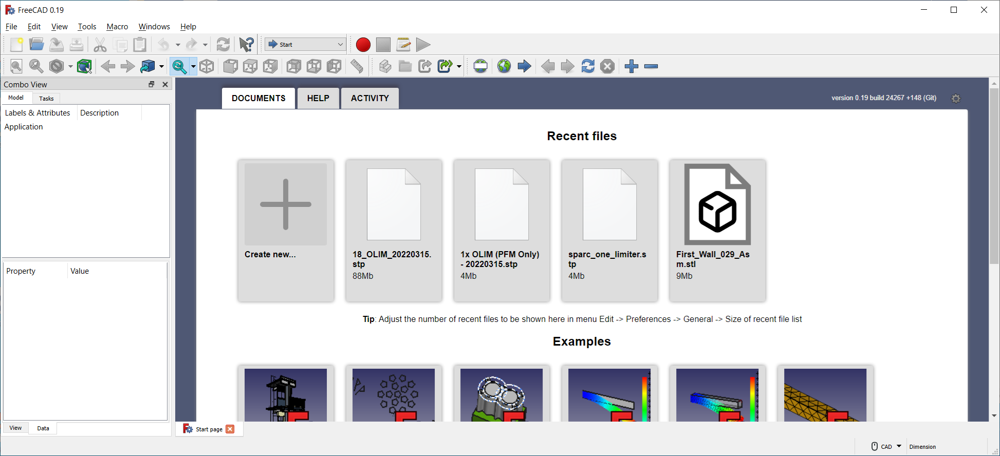 FreeCAD 0.19
File Edit View Tools Macro Windows Help
Start
Combo View
Model Tasks
Labels & Attributes Description
Application
Property Value
View Data
DOCUMENTS HELP ACTIVITY
version 0.19 build 24267 +148 (Git)
Recent files
Create new...
18_OLIM_20220315.
stp
88Mb
1x OLIM (PFM Only)
- 20220315.stp
4Mb
sparc_one_limiter.s
tp
4Mb
First_Wall_029_As
m.stl
9Mb
Tip: Adjust the number of recent files to be shown here in menu Edit -> Preferences -> General -> Size of recent file list
Examples
Start page
CAD
Dimension